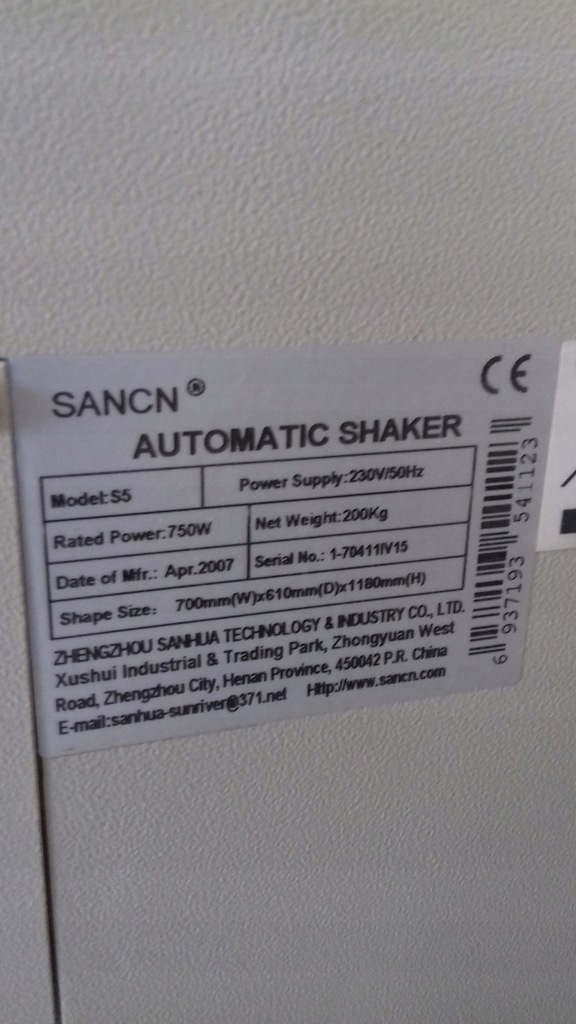 SANCN®
CE
AUTOMATIC SHAKER
Model:S5 Power Supply:230V/50Hz
Rated Power:750W Net Weight:200Kg
Date of Mfr.: Apr.2007 Serial No.: 1-70411IV15
Shape Size: 700mm(W)x610mm(D)x1180mm(H)
ZHENGZHOU SANHUA TECHNOLOGY & INDUSTRY CO., LTD.
Xushui Industrial & Trading Park, Zhongyuan West
Road, Zhengzhou City, Henan Province, 450042 P.R. China
E-mail:sanhua-sunriver@371.net Http://www.sancn.com
6 937193 541123